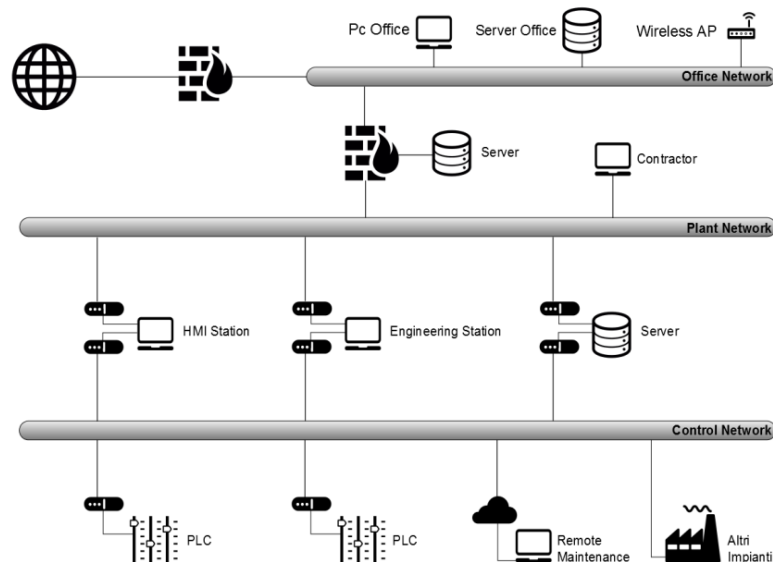 Pc Office
Server Office
Wireless AP
Office Network
Server
Contractor
Plant Network
HMI Station
Engineering Station
Server
Control Network
PLC
PLC
Remote
Maintenance
Altri
Impianti